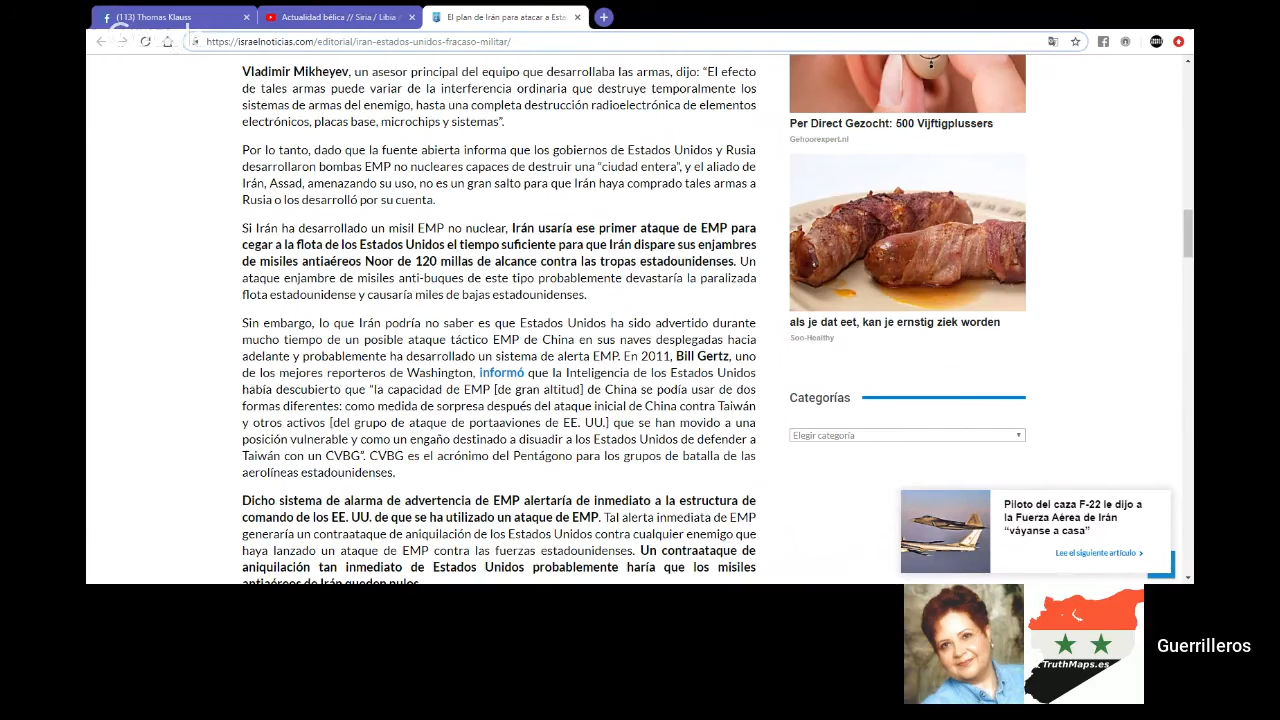 (113) Thomas Klauss
Actualidad bélica // Siria / Libia
El plan de Irán para atacar a Esta
https://israelnoticias.com/editorial/iran-estados-unidos-fracaso-militar/
Vladimir Mikheyev, un asesor principal del equipo que desarrollaba las armas, dijo: “El efecto
de tales armas puede variar de la interferencia ordinaria que destruye temporalmente los
sistemas de armas del enemigo, hasta una completa destrucción radioelectrónica de elementos
electrónicos, placas base, microchips y sistemas”.
Por lo tanto, dado que la fuente abierta informa que los gobiernos de Estados Unidos y Rusia
desarrollaron bombas EMP no nucleares capaces de destruir una “ciudad entera”, y el aliado de
Irán, Assad, amenazando su uso, no es un gran salto para que Irán haya comprado tales armas a
Rusia o los desarrolló por su cuenta.
Si Irán ha desarrollado un misil EMP no nuclear, Irán usaría ese primer ataque de EMP para
cegar a la flota de los Estados Unidos el tiempo suficiente para que Irán dispare sus enjambres
de misiles antiaéreos Noor de 120 millas de alcance contra las tropas estadounidenses. Un
ataque enjambre de misiles anti-buques de este tipo probablemente devastaría la paralizada
flota estadounidense y causaría miles de bajas estadounidenses.
Sin embargo, lo que Irán podría no saber es que Estados Unidos ha sido advertido durante
mucho tiempo de un posible ataque táctico EMP de China en sus naves desplegadas hacia
adelante y probablemente ha desarrollado un sistema de alerta EMP. En 2011, Bill Gertz, uno
de los mejores reporteros de Washington, informó que la Inteligencia de los Estados Unidos
había descubierto que “la capacidad de EMP [de gran altitud] de China se podía usar de dos
formas diferentes: como medida de sorpresa después del ataque inicial de China contra Taiwán
y otros activos [del grupo de ataque de portaaviones de EE. UU.] que se han movido a una
posición vulnerable y como un engaño destinado a disuadir a los Estados Unidos de defender a
Taiwán con un CVBG”. CVBG es el acrónimo del Pentágono para los grupos de batalla de las
aerolíneas estadounidenses.
Dicho sistema de alarma de advertencia de EMP alertaría de inmediato a la estructura de
comando de los EE. UU. de que se ha utilizado un ataque de EMP. Tal alerta inmediata de EMP
generaría un contraataque de aniquilación de los Estados Unidos contra cualquier enemigo que
haya lanzado un ataque de EMP contra las fuerzas estadounidenses. Un contraataque de
aniquilación tan inmediato de Estados Unidos probablemente haría que los misiles
antiaéreos de Irán queden nulos.
Per Direct Gezocht: 500 Vijftigplussers
Gehoorexpert.nl
als je dat eet, kan je ernstig ziek worden
Soo-Healthy
Categorías
Elegir categoría
Piloto del caza F-22 le dijo a
la Fuerza Aérea de Irán
“váyanse a casa”
Lee el siguiente artículo
TruthMaps.es
Guerrilleros